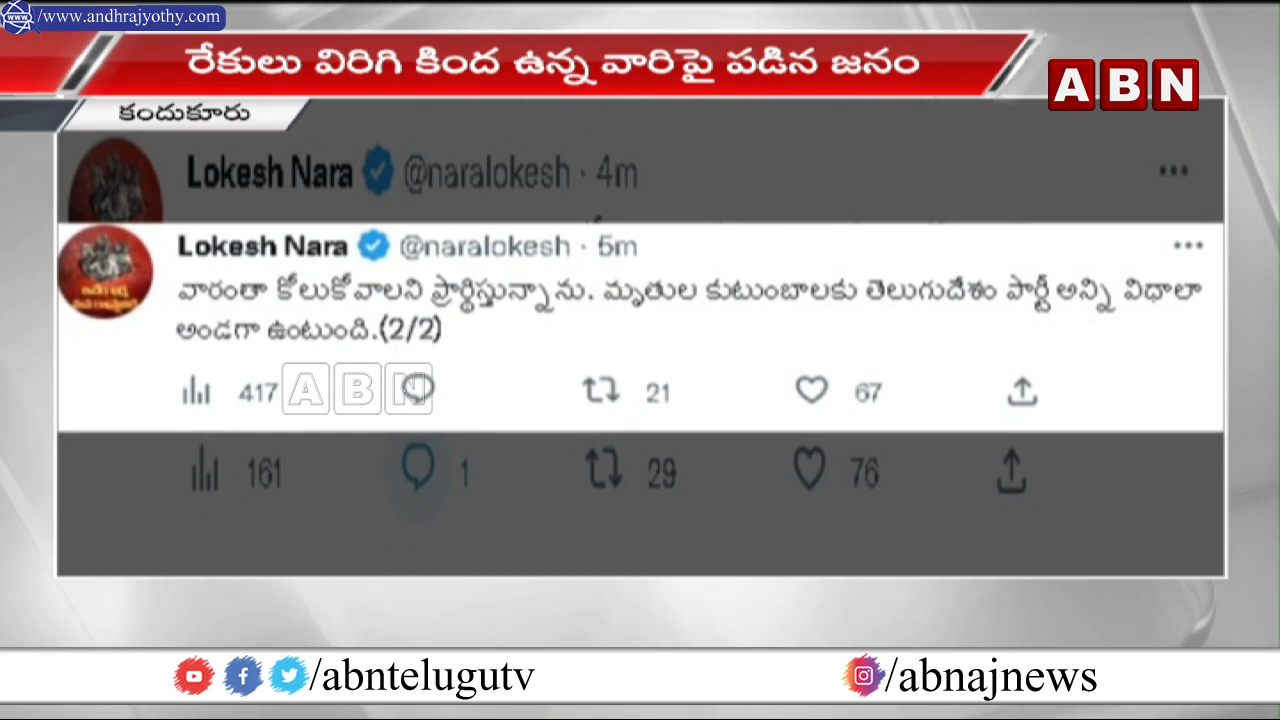 /www.andhrajyothy.com
రేకులు విరిగి కింద ఉన్న వారిపై పడిన జనం
ABN
కందుకూరు
Lokesh Nara @naralokesh · 4m
Lokesh Nara @naralokesh · 5m
వారంతా కోలుకోవాలని ప్రార్థిస్తున్నాను. మృతుల కుటుంబాలకు తెలుగుదేశం పార్టీ అన్ని విధాలా
అండగా ఉంటుంది.(2/2)
417 ABN 21 67
161 1 29 76
/abntelugutv /abnajnews